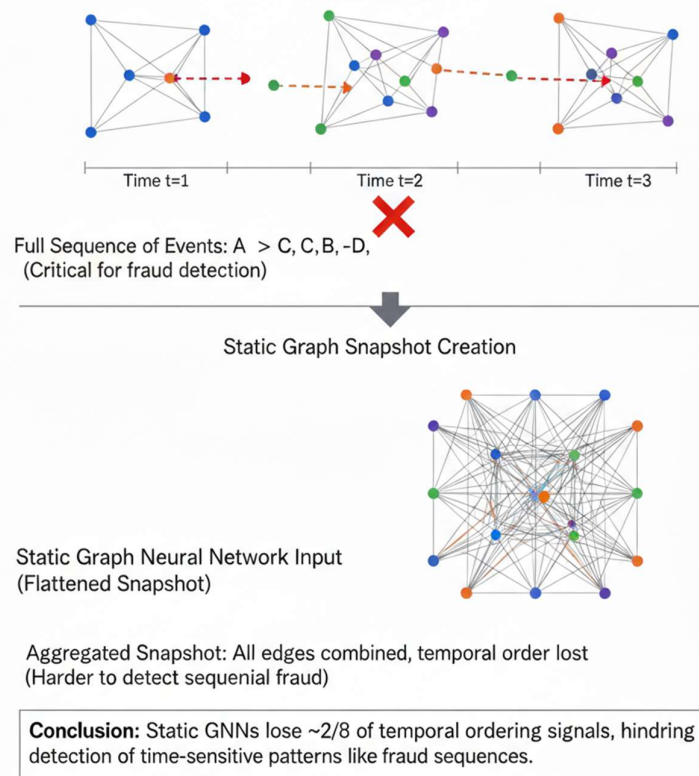 Time t=1 Time t=2 Time t=3
Full Sequence of Events: A > C, C, B, -D,
(Critical for fraud detection)
Static Graph Snapshot Creation
Static Graph Neural Network Input
(Flattened Snapshot)
Aggregated Snapshot: All edges combined, temporal order lost
(Harder to detect sequenial fraud)
Conclusion: Static GNNs lose ~2/8 of temporal ordering signals, hindring
detection of time-sensitive patterns like fraud sequences.